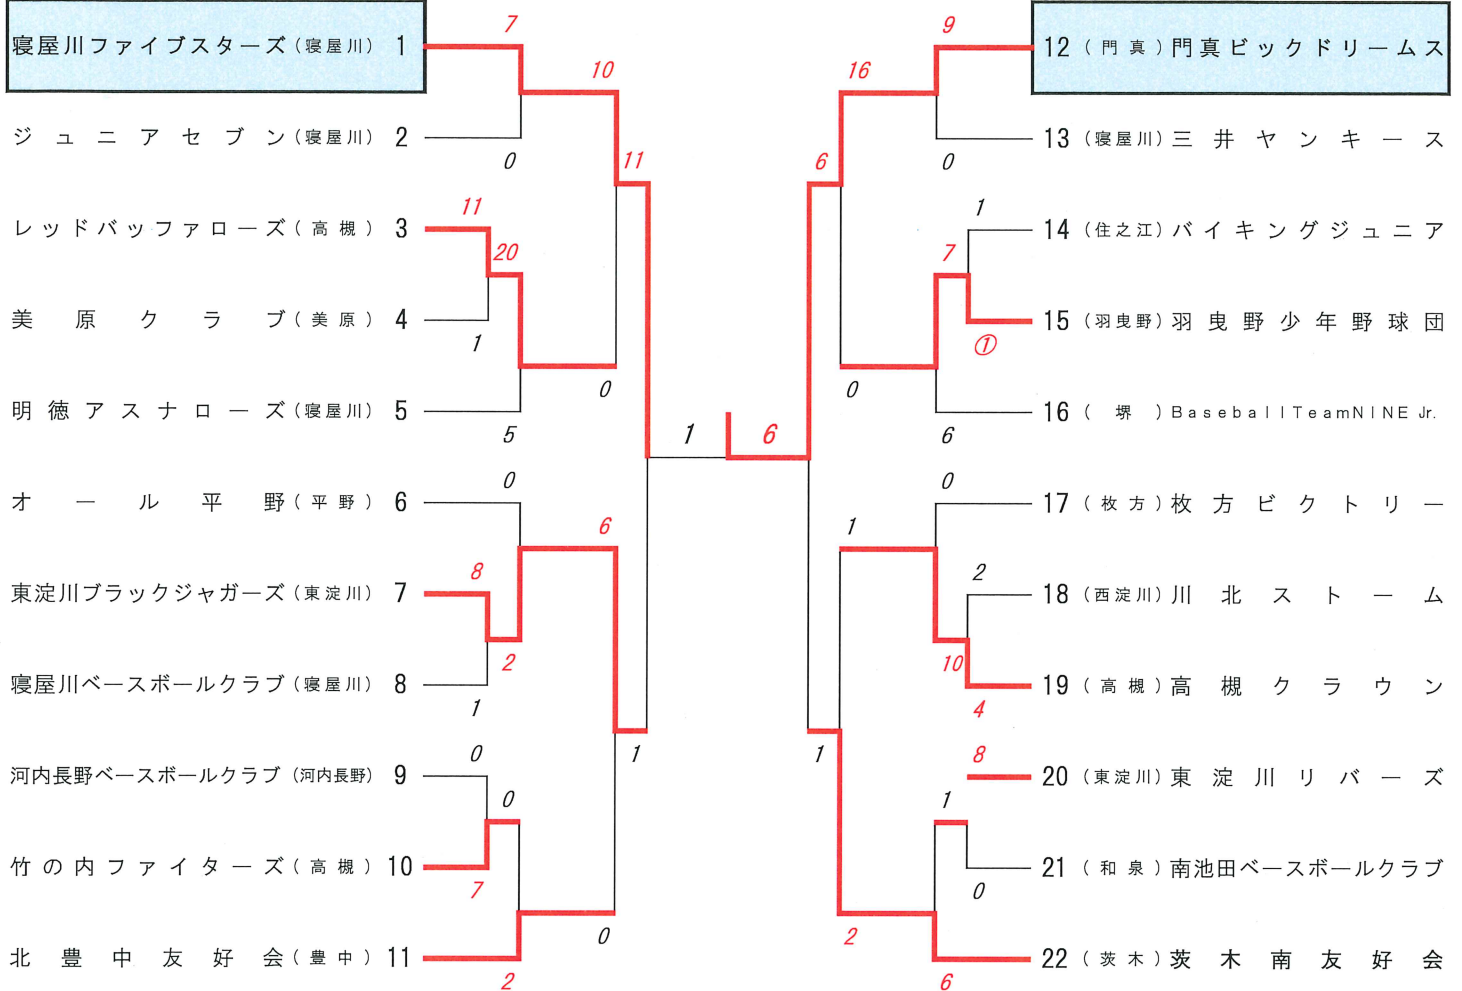 寝屋川ファイブスターズ(寝屋川) 1
ジュニアセブン(寝屋川) 2
レッドバッファローズ(高槻) 3
美原クラブ(美原) 4
明徳アスナローズ(寝屋川) 5
オール平野(平野) 6
東淀川ブラックジャガーズ(東淀川) 7
寝屋川ベースボールクラブ(寝屋川) 8
河内長野ベースボールクラブ(河内長野) 9
竹の内ファイターズ(高槻) 10
北豊中友好会(豊中) 11
7
10
0
11
11
20
1
0
5
0
6
8
2
1
1
0
0
7
0
2
1
6
9
16
0
6
1
7
①
0
6
0
1
2
10
4
1
8
1
0
2
6
12 (門真) 門真ビックドリームス
13 (寝屋川) 三井ヤンキース
14 (住之江) バイキングジュニア
15 (羽曳野) 羽曳野少年野球団
16 (堺) BaseballTeamNINE Jr.
17 (枚方) 枚方ビクトリー
18 (西淀川) 川北ストーム
19 (高槻) 高槻クラウン
20 (東淀川) 東淀川リバーズ
21 (和泉) 南池田ベースボールクラブ
22 (茨木) 茨木南友好会